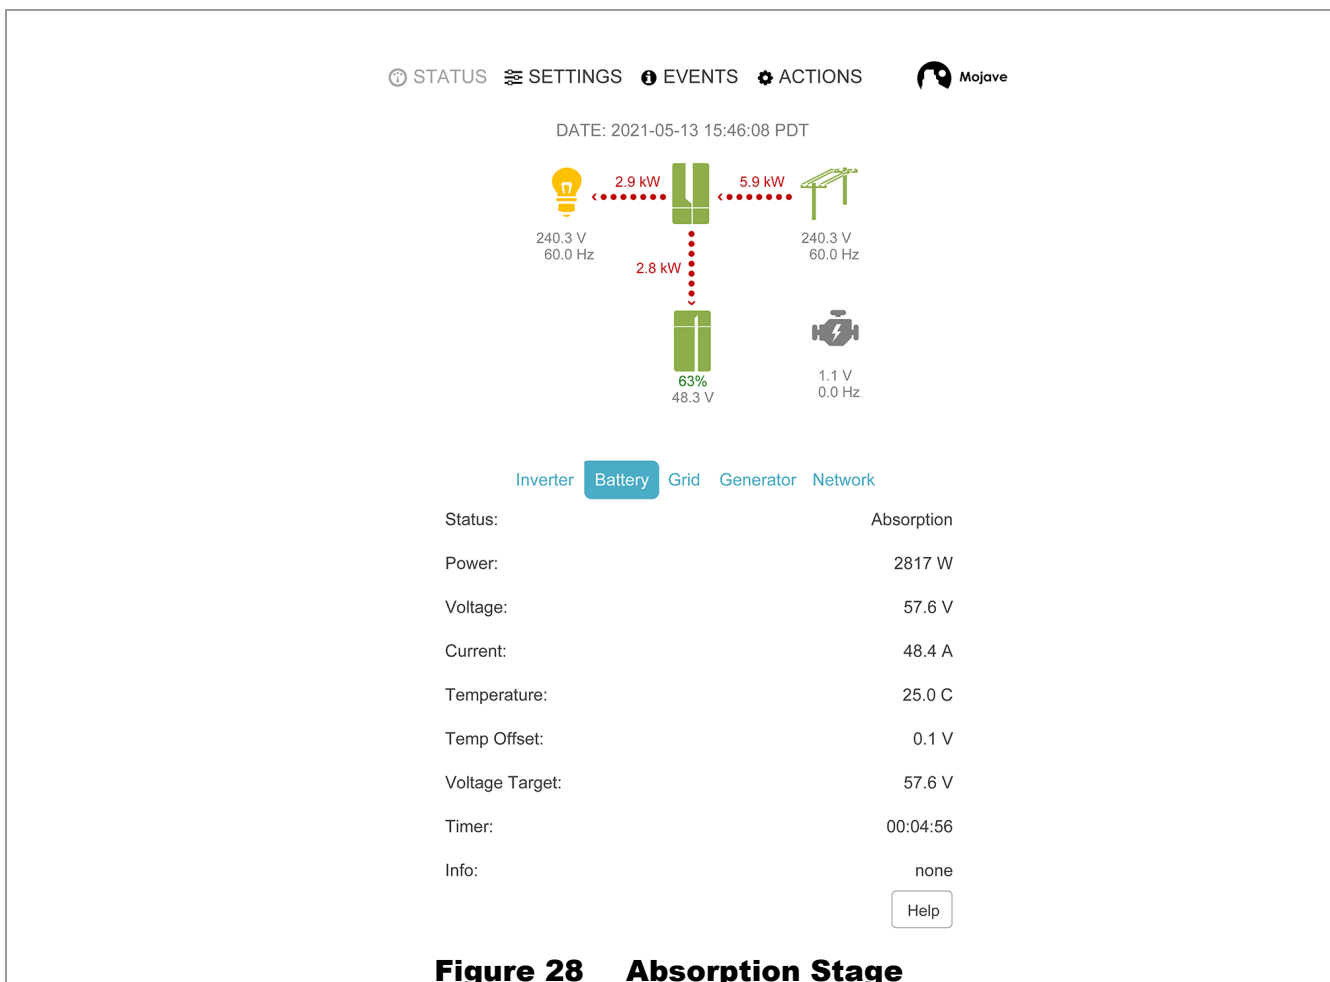 STATUS SETTINGS EVENTS ACTIONS Mojave
DATE: 2021-05-13 15:46:08 PDT
2.9 kW 5.9 kW
240.3 V 240.3 V
60.0 Hz 60.0 Hz
2.8 kW
63% 1.1 V
48.3 V 0.0 Hz
Inverter Battery Grid Generator Network
Status: Absorption
Power: 2817 W
Voltage: 57.6 V
Current: 48.4 A
Temperature: 25.0 C
Temp Offset: 0.1 V
Voltage Target: 57.6 V
Timer: 00:04:56
Info: none
Help
Figure 28 Absorption Stage